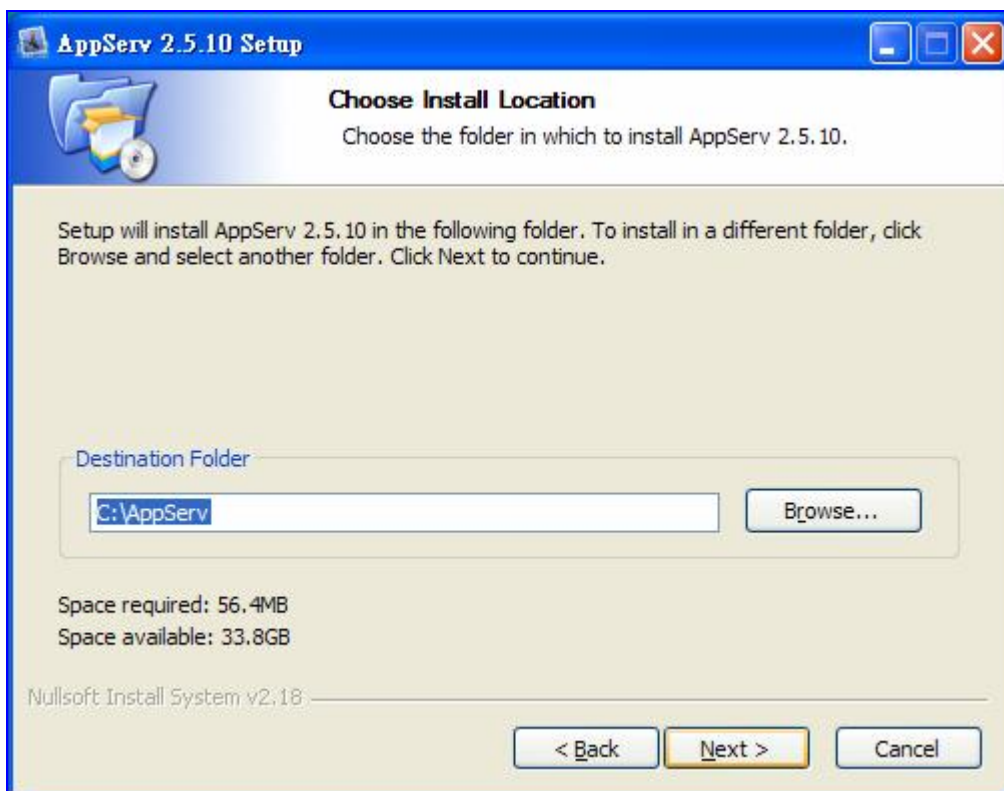 AppServ 2.5.10 Setup
Choose Install Location
Choose the folder in which to install AppServ 2.5.10.
Setup will install AppServ 2.5.10 in the following folder. To install in a different folder, click
Browse and select another folder. Click Next to continue.
Destination Folder
C:\AppServ
Browse...
Space required: 56.4MB
Space available: 33.8GB
Nullsoft Install System v2.18
< Back
Next >
Cancel